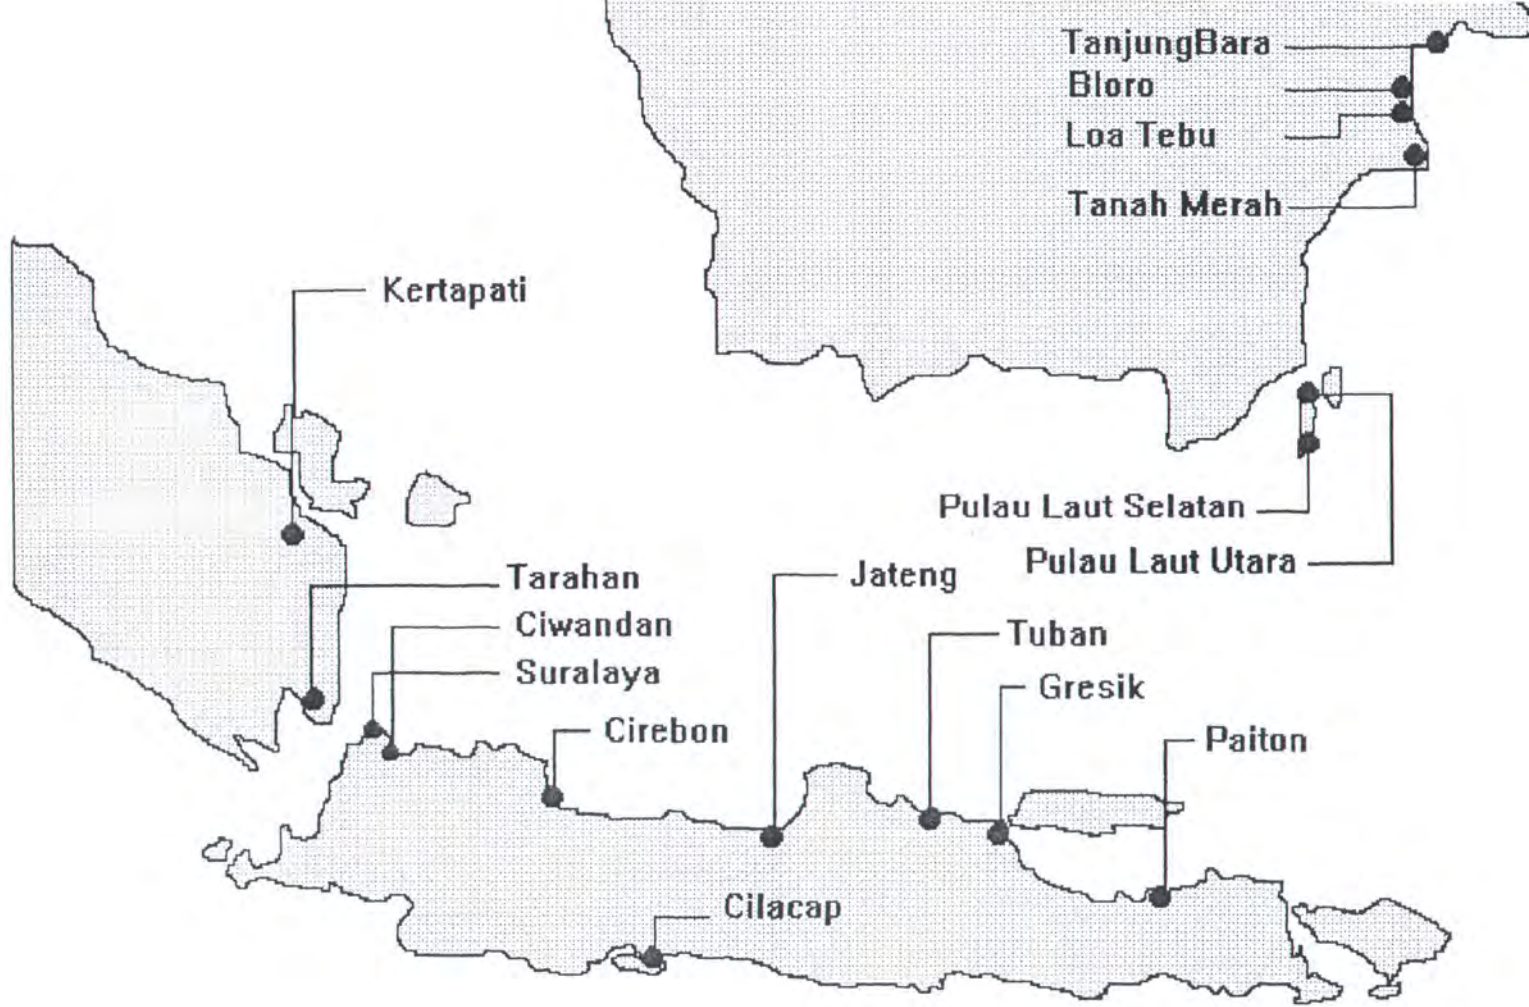 TanjungBara
Bloro
Loa Tebu
Tanah Merah
Kertapati
Pulau Laut Selatan
Pulau Laut Utara
Tarahan
Jateng
Ciwandan
Tuban
Suralaya
Gresik
Cirebon
Paiton
Cilacap